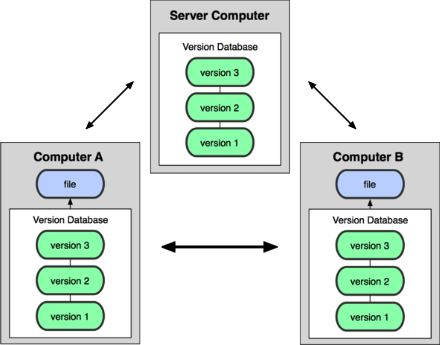 Server Computer
Version Database
version 3
version 2
version 1
Computer A
file
Version Database
version 3
version 2
version 1
Computer B
file
Version Database
version 3
version 2
version 1